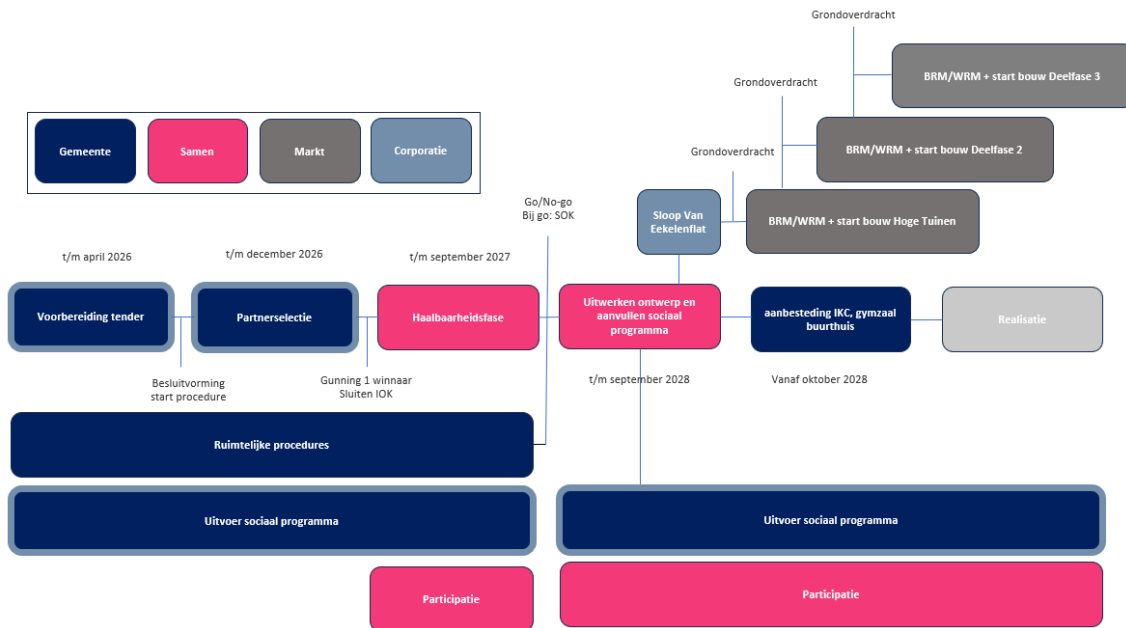 Grondoverdracht
BRM/WRM + start bouw Deelfase 3
Grondoverdracht
Gemeente
Samen
Markt
Corporatie
BRM/WRM + start bouw Deelfase 2
Grondoverdracht
Go/No-go
Bij go: SOK
Sloop Van
Eekelenflat
BRM/WRM + start bouw Hoge Tuinen
t/m april 2026
t/m december 2026
t/m september 2027
Voorbereiding tender
Partnerselectie
Haalbaarheidsfase
Uitwerken ontwerp en
aanvullen sociaal
programma
aanbesteding IKC, gymzaal
buurthuis
Realisatie
Besluitvorming
start procedure
Gunning 1 winnaar
Sluiten IOK
t/m september 2028
Vanaf oktober 2028
Ruimtelijke procedures
Uitvoer sociaal programma
Uitvoer sociaal programma
Participatie
Participatie